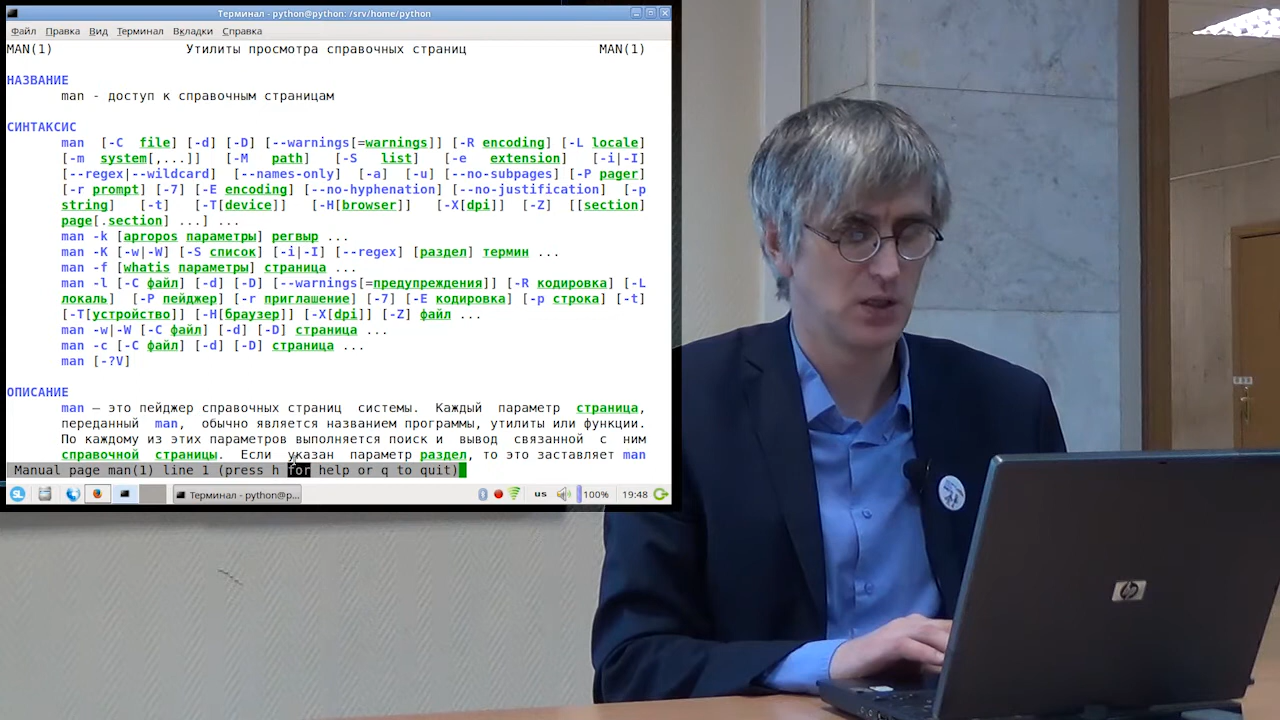 Терминал - python@python: /srv/home/python
Файл Правка Вид Терминал Вкладки Справка
MAN(1) Утилиты просмотра справочных страниц MAN(1)
НАЗВАНИЕ
man - доступ к справочным страницам
СИНТАКСИС
man [-C file] [-d] [-D] [--warnings[=warnings]] [-R encoding] [-L locale]
[-m system[,...]] [-M path] [-S list] [-e extension] [-i|-I]
[--regex|--wildcard] [--names-only] [-a] [-u] [--no-subpages] [-P pager]
[-r prompt] [-7] [-E encoding] [--no-hyphenation] [--no-justification] [-p
string] [-t] [-T[device]] [-H[browser]] [-X[dpi]] [-Z] [[section]
page[.section] ...] ...
man -k [apropos параметры] регвыр ...
man -K [-w|-W] [-S список] [-i|-I] [--regex] [раздел] термин ...
man -f [whatis параметры] страница ...
man -l [-C файл] [-d] [-D] [--warnings[=предупреждения]] [-R кодировка] [-L
локаль] [-P пейджер] [-r приглашение] [-7] [-E кодировка] [-p строка] [-t]
[-T[устройство]] [-H[браузер]] [-X[dpi]] [-Z] файл ...
man -w|-W [-C файл] [-d] [-D] страница ...
man -c [-C файл] [-d] [-D] страница ...
man [-?V]
ОПИСАНИЕ
man — это пейджер справочных страниц системы. Каждый параметр страница,
переданный man, обычно является названием программы, утилиты или функции.
По каждому из этих параметров выполняется поиск и вывод связанной с ним
справочной страницы. Если указан параметр раздел, то это заставляет man
Manual page man(1) line 1 (press h for help or q to quit)
Терминал - python@p... us 100% 19:48
hp